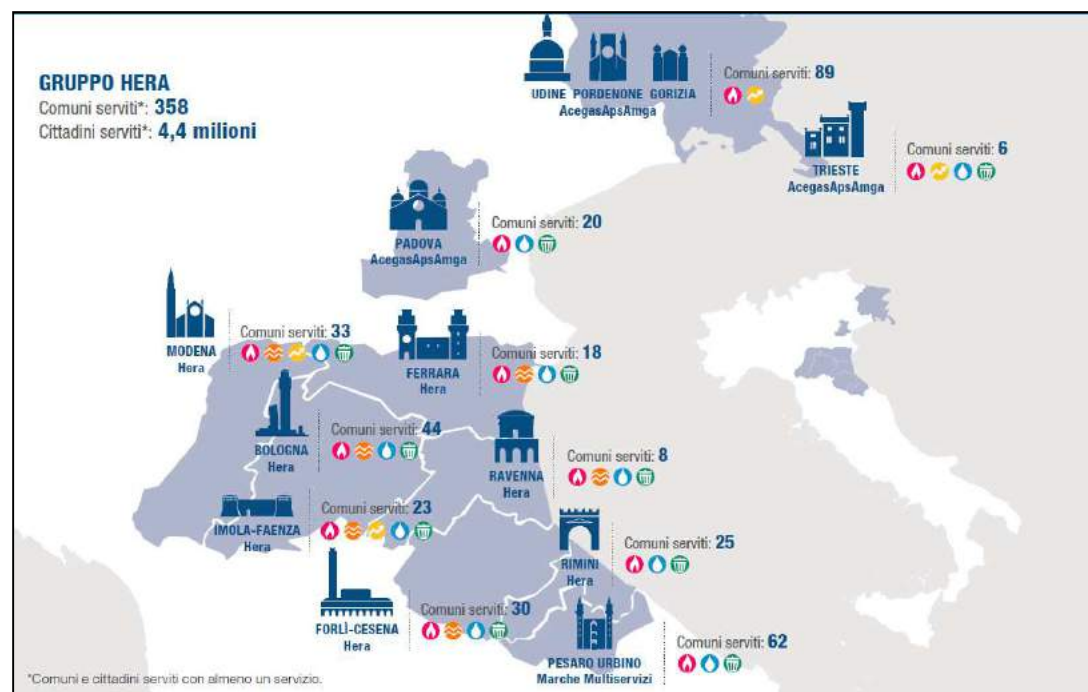 GRUPPO HERA
Comuni serviti*: 358
Cittadini serviti*: 4,4 milioni
UDINE PORDENONE GORIZIA
AcegasApsAmga
Comuni serviti: 89
TRIESTE
AcegasApsAmga
Comuni serviti: 6
PADOVA
AcegasApsAmga
Comuni serviti: 20
MODENA
Hera
Comuni serviti: 33
FERRARA
Hera
Comuni serviti: 18
BOLOGNA
Hera
Comuni serviti: 44
RAVENNA
Hera
Comuni serviti: 8
IMOLA-FAENZA
Hera
Comuni serviti: 23
RIMINI
Hera
Comuni serviti: 25
FORLÌ-CESENA
Hera
Comuni serviti: 30
PESARO URBINO
Marche Multiservizi
Comuni serviti: 62
*Comuni e cittadini serviti con almeno un servizio.